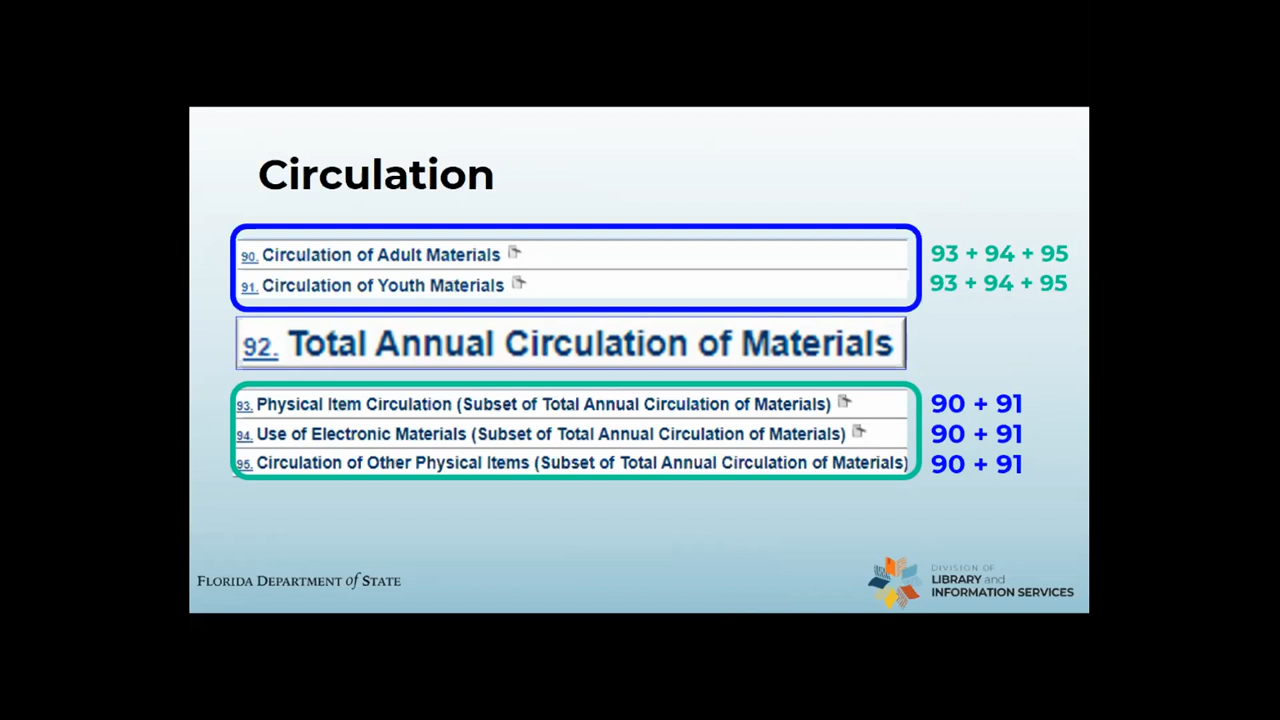 Circulation
90. Circulation of Adult Materials
93 + 94 + 95
91. Circulation of Youth Materials
93 + 94 + 95
92. Total Annual Circulation of Materials
93. Physical Item Circulation (Subset of Total Annual Circulation of Materials)
90 + 91
94. Use of Electronic Materials (Subset of Total Annual Circulation of Materials)
90 + 91
95. Circulation of Other Physical Items (Subset of Total Annual Circulation of Materials)
90 + 91
FLORIDA DEPARTMENT of STATE
DIVISION OF
LIBRARY and
INFORMATION SERVICES